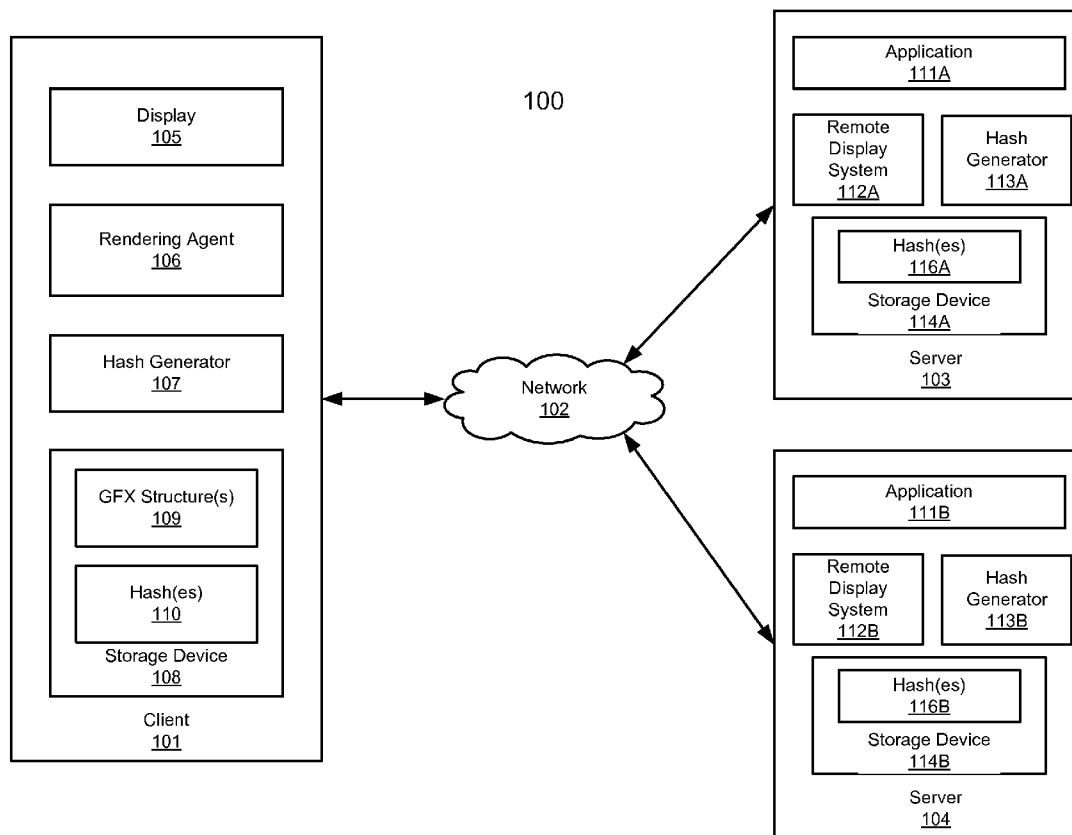 100
Display
105
Rendering Agent
106
Hash Generator
107
GFX Structure(s)
109
Hash(es)
110
Storage Device
108
Client
101
Network
102
Application
111A
Remote
Display
System
112A
Hash
Generator
113A
Hash(es)
116A
Storage Device
114A
Server
103
Application
111B
Remote
Display
System
112B
Hash
Generator
113B
Hash(es)
116B
Storage Device
114B
Server
104